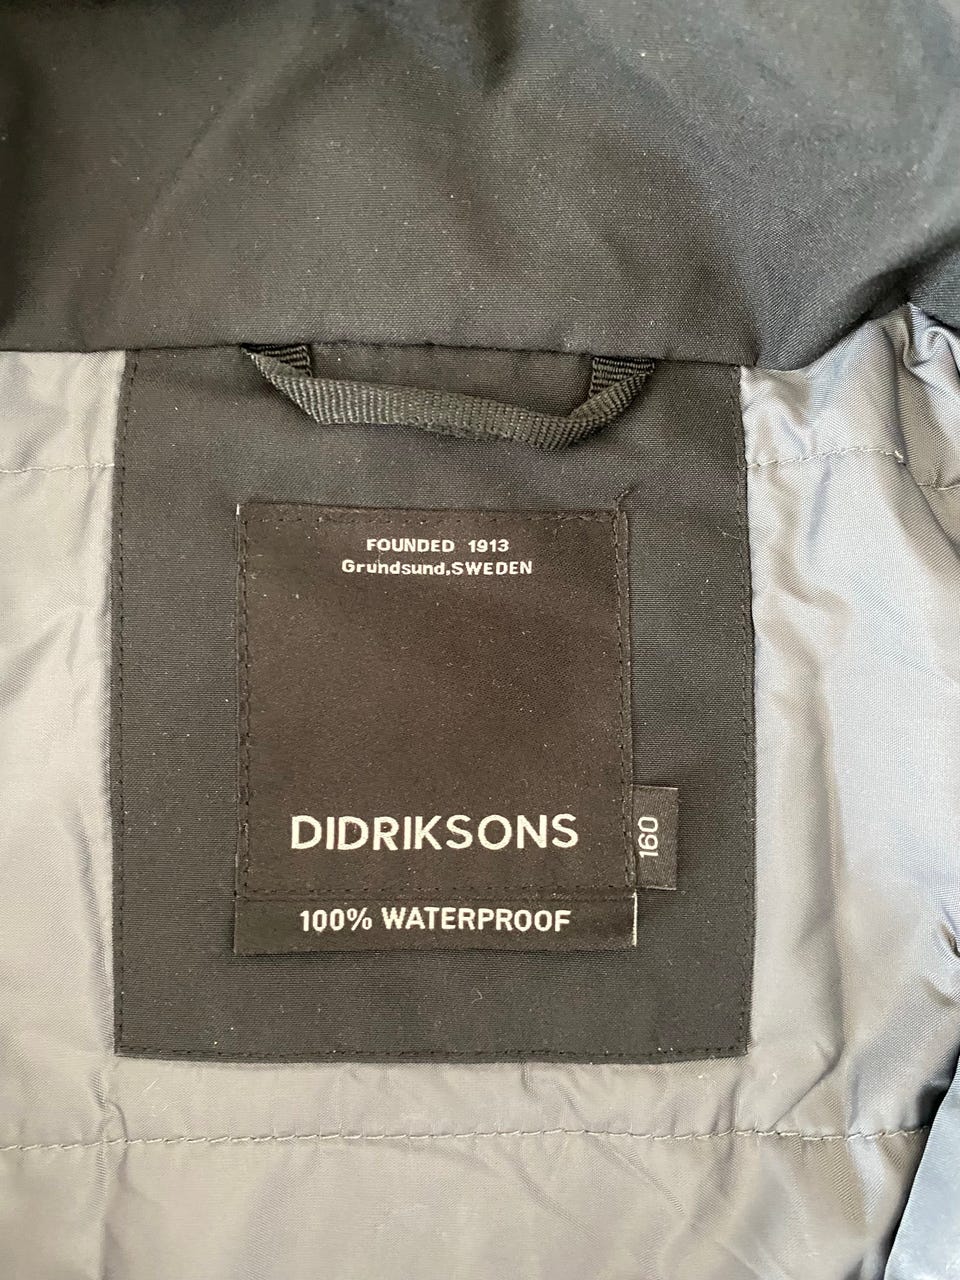 FOUNDED 1913
Grundsund,SWEDEN
DIDRIKSONS
160
100% WATERPROOF